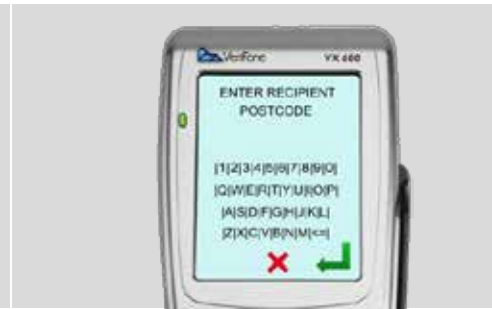 VeriFone
VX 680
ENTER RECIPIENT
POSTCODE
|1|2|3|4|5|6|7|8|9|0|
|Q|W|E|R|T|Y|U|I|O|P|
|A|S|D|F|G|H|J|K|L|
|Z|X|C|V|B|N|M|<=|